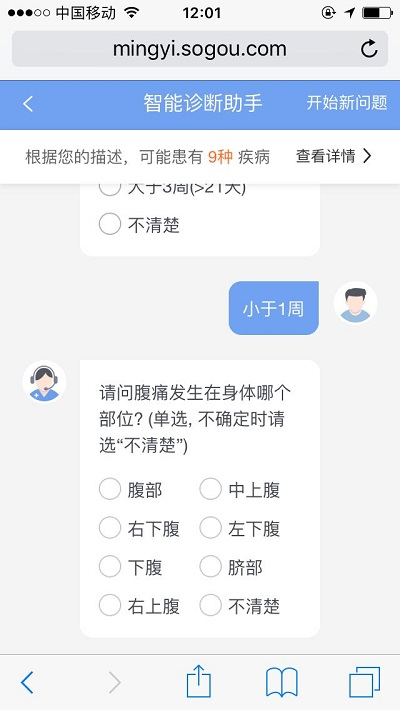 中国移动
12:01
mingyi.sogou.com
智能诊断助手
开始新问题
根据您的描述，可能患有 9种 疾病
查看详情
大于3周(>21天)
不清楚
小于1周
请问腹痛发生在身体哪个
部位? (单选, 不确定时请
选“不清楚”)
腹部
中上腹
右下腹
左下腹
下腹
脐部
右上腹
不清楚